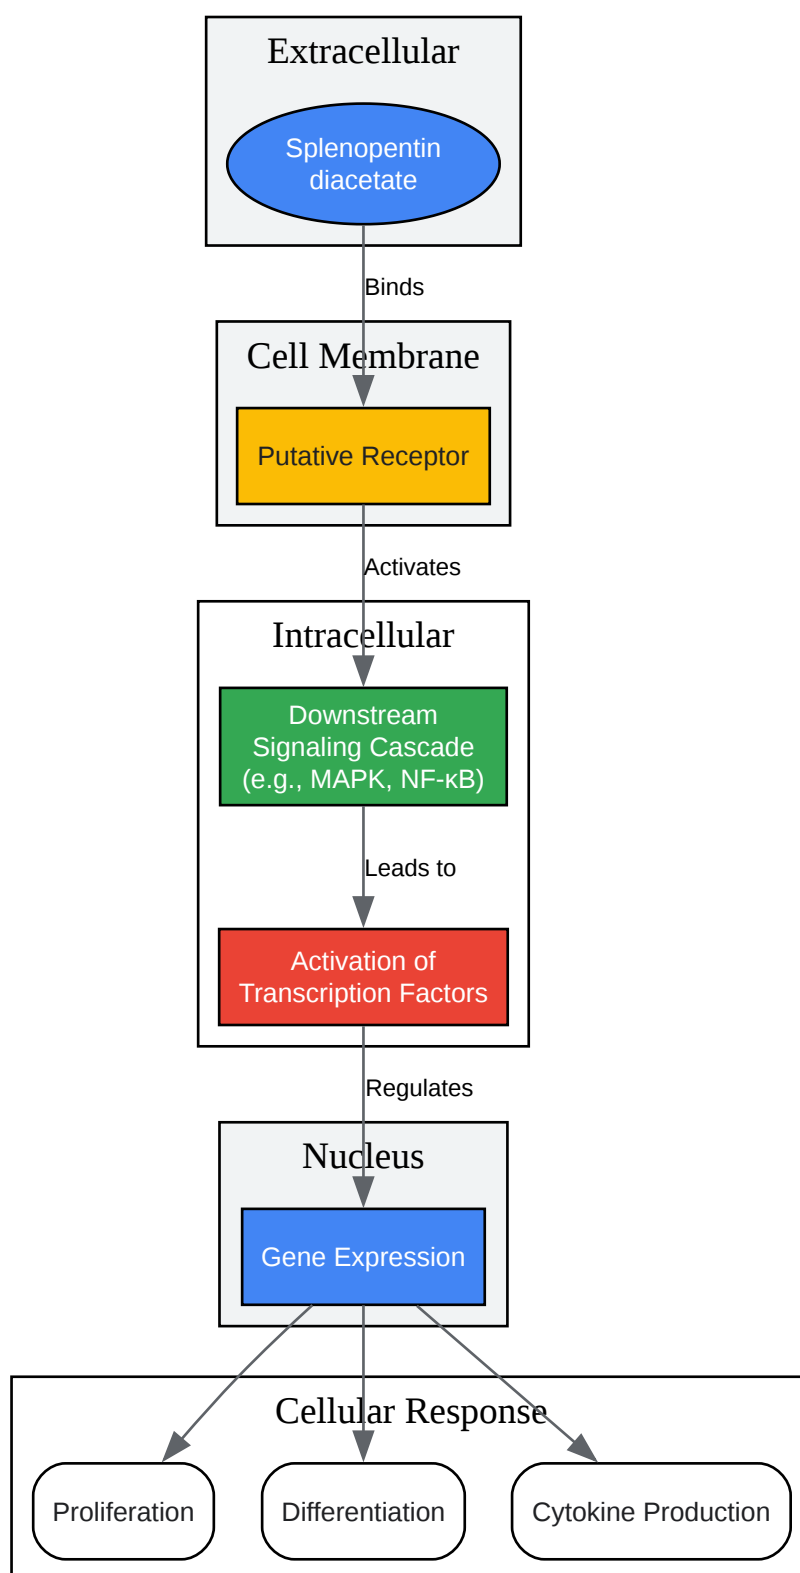 Extracellular
Splenopentin
diacetate
Binds
Cell Membrane
Putative Receptor
Activates
Intracellular
Downstream
Signaling Cascade
(e.g., MAPK, NF-κB)
Leads to
Activation of
Transcription Factors
Regulates
Nucleus
Gene Expression
Cellular Response
Proliferation
Differentiation
Cytokine Production